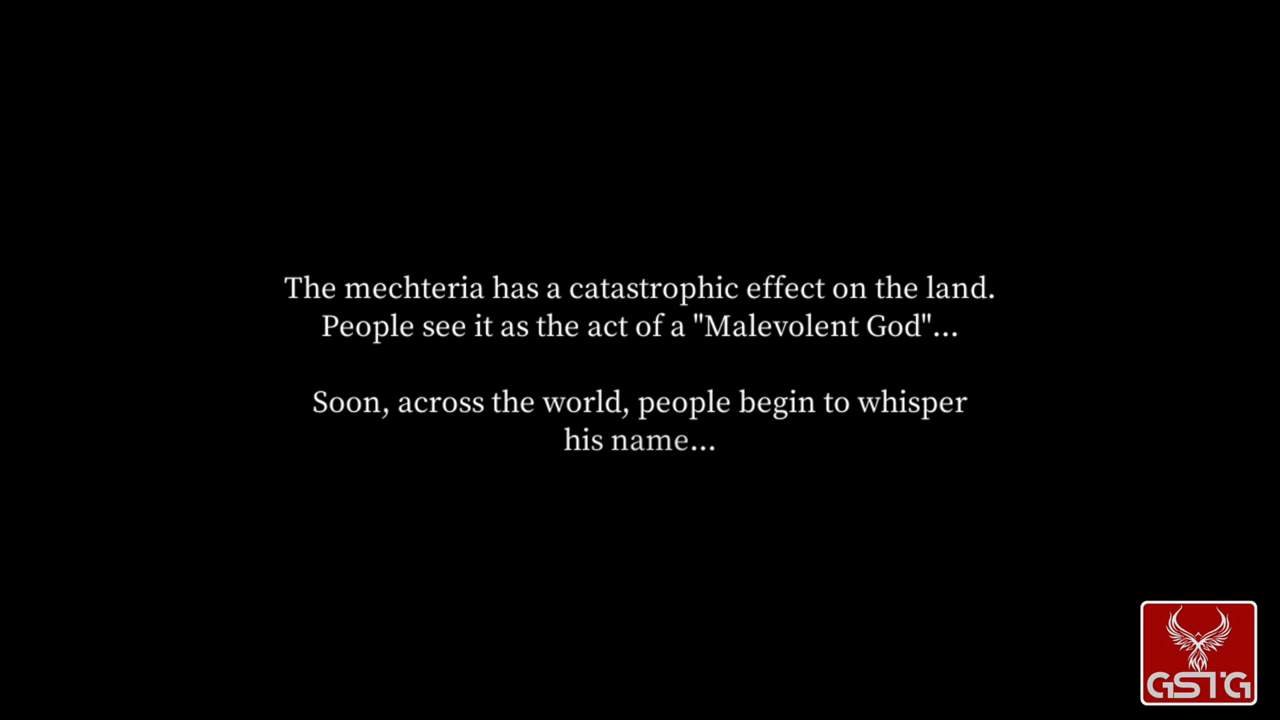 The mechteria has a catastrophic effect on the land.
People see it as the act of a "Malevolent God"...
Soon, across the world, people begin to whisper
his name...
GSTG